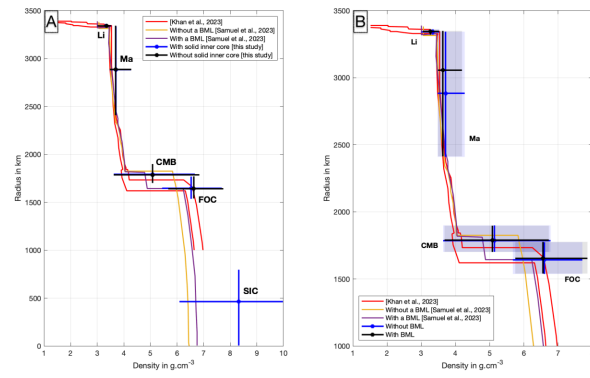 A
3500
3000
2500
2000
1500
1000
500
0
1
2
3
4
5
6
7
8
9
10
Radius in km
Density in g.cm⁻³
Li
Ma
CMB
FOC
SIC
[Khan et al., 2023]
Without a BML [Samuel et al., 2023]
With a BML [Samuel et al., 2023]
With solid inner core [this study]
Without solid inner core [this study]
B
3500
3000
2500
2000
1500
1000
1
2
3
4
5
6
7
Radius in km
Density in g.cm⁻³
Li
Ma
CMB
FOC
[Khan et al., 2023]
Without a BML [Samuel et al., 2023]
With a BML [Samuel et al., 2023]
Without BML
With BML